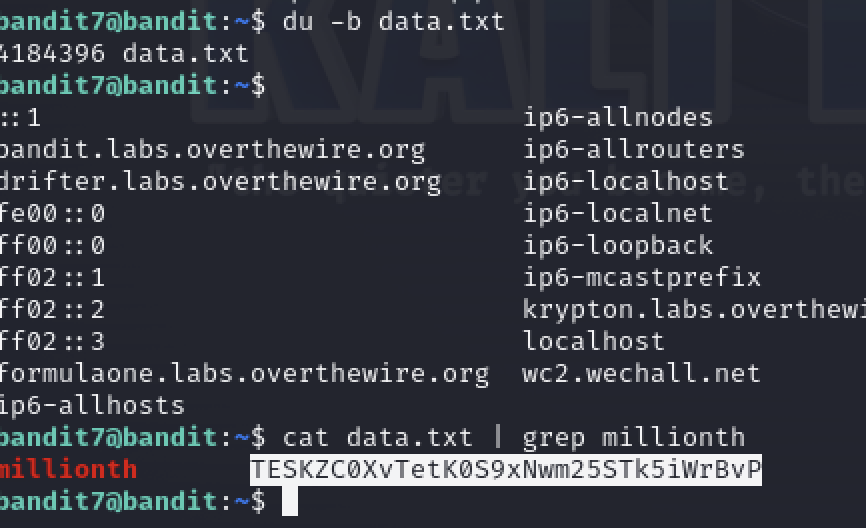 bandit7@bandit:~$ du -b data.txt
4184396 data.txt
bandit7@bandit:~$
::1 ip6-allnodes
bandit.labs.overthewire.org ip6-allrouters
drifter.labs.overthewire.org ip6-localhost
fe00::0 ip6-localnet
ff00::0 ip6-loopback
ff02::1 ip6-mcastprefix
ff02::2 krypton.labs.overthewi
ff02::3 localhost
formulaone.labs.overthewire.org wc2.wechall.net
ip6-allhosts
bandit7@bandit:~$ cat data.txt | grep millionth
millionth TESKZC0XvTetK0S9xNwm25STk5iWrBvP
bandit7@bandit:~$